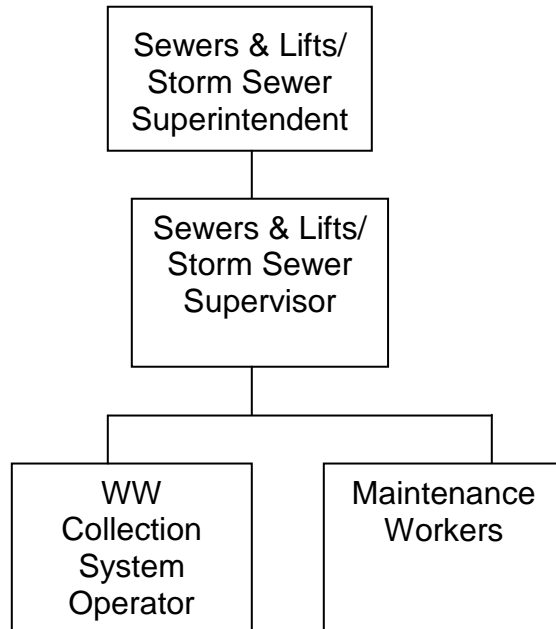 Sewers & Lifts/
Storm Sewer
Superintendent
Sewers & Lifts/
Storm Sewer
Supervisor
WW
Collection
System
Operator
Maintenance
Workers